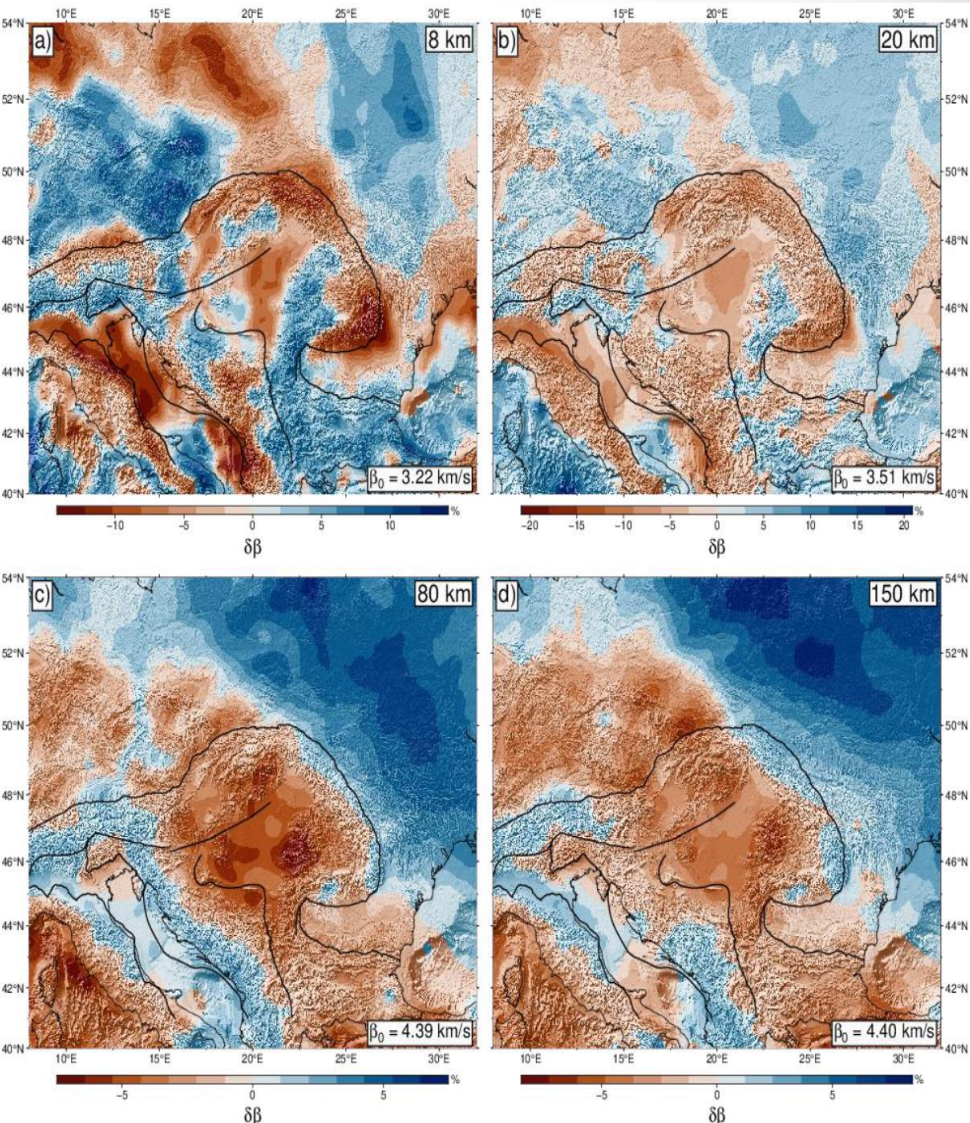 10°E 15°E 20°E 25°E 30°E 10°E 15°E 20°E 25°E 30°E
54°N a) 8 km b) 20 km 54°N
52°N 52°N
50°N 50°N
48°N 48°N
46°N 46°N
44°N 44°N
42°N 42°N
40°N β₀ = 3.22 km/s β₀ = 3.51 km/s 40°N
−10 −5 0 5 10 % −20 −15 −10 −5 0 5 10 15 20 %
δβ δβ
54°N c) 80 km d) 150 km 54°N
52°N 52°N
50°N 50°N
48°N 48°N
46°N 46°N
44°N 44°N
42°N 42°N
40°N β₀ = 4.39 km/s β₀ = 4.40 km/s 40°N
10°E 15°E 20°E 25°E 30°E 10°E 15°E 20°E 25°E 30°E
−5 0 5 % −5 0 5 %
δβ δβ